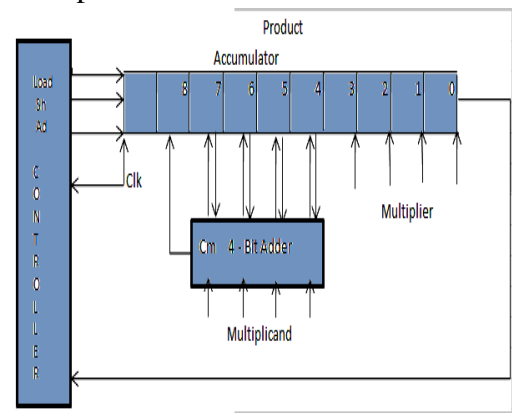 Product
Accumulator
Load
Sh
Ad
8 7 6 5 4 3 2 1 0
Clk
CONTROLLER
Multiplier
Cm 4 - Bit Adder
Multiplicand